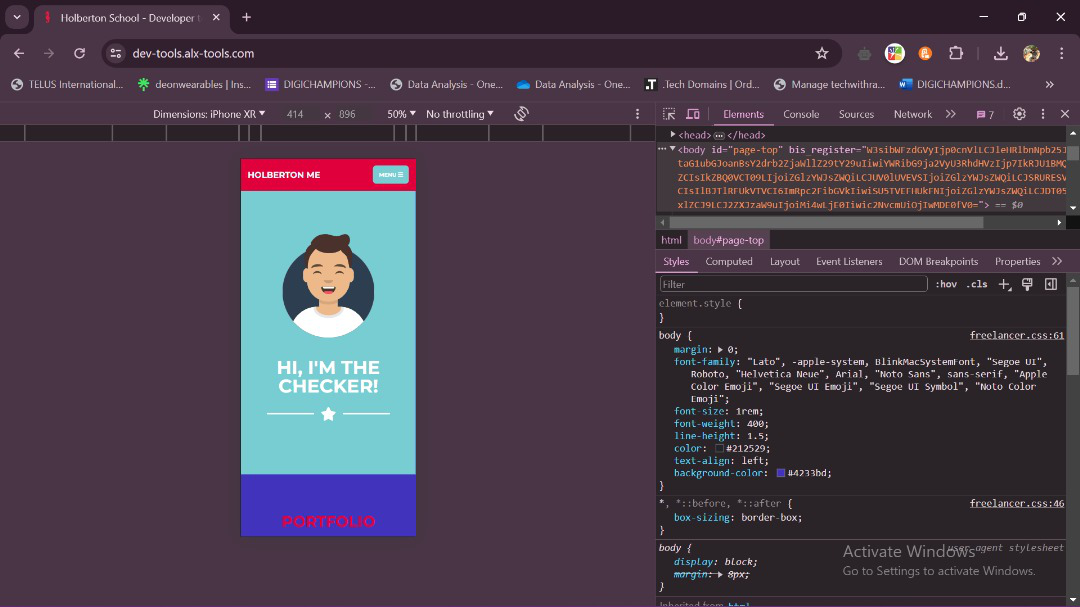 Holberton School - Developer t
dev-tools.alx-tools.com
TELUS International...
deonwearables | Ins...
DIGICHAMPIONS -...
Data Analysis - One...
Data Analysis - One...
.Tech Domains | Ord...
Manage techwithra...
DIGICHAMPIONS.d...
Dimensions: iPhone XR
414 x 896
50%
No throttling
Elements
Console
Sources
Network
7
HOLBERTON ME
MENU
HI, I'M THE
CHECKER!
PORTFOLIO
<head> ... </head>
<body id="page-top" bis_register=
"> == $0
html
body#page-top
Styles
Computed
Layout
Event Listeners
DOM Breakpoints
Properties
Filter
:hov
.cls
element.style {
}
body {
freelancer.css:61
margin: 0;
font-family: "Lato", -apple-system, BlinkMacSystemFont, "Segoe UI",
Roboto, "Helvetica Neue", Arial, "Noto Sans", sans-serif, "Apple
Color Emoji", "Segoe UI Emoji", "Segoe UI Symbol", "Noto Color
Emoji";
font-size: 1rem;
font-weight: 400;
line-height: 1.5;
color: #212529;
text-align: left;
background-color: #4233bd;
}
*, *::before, *::after {
freelancer.css:46
box-sizing: border-box;
}
body {
user-agent stylesheet
display: block;
margin: 8px;
}
Inherited from html
Activate Windows
Go to Settings to activate Windows.